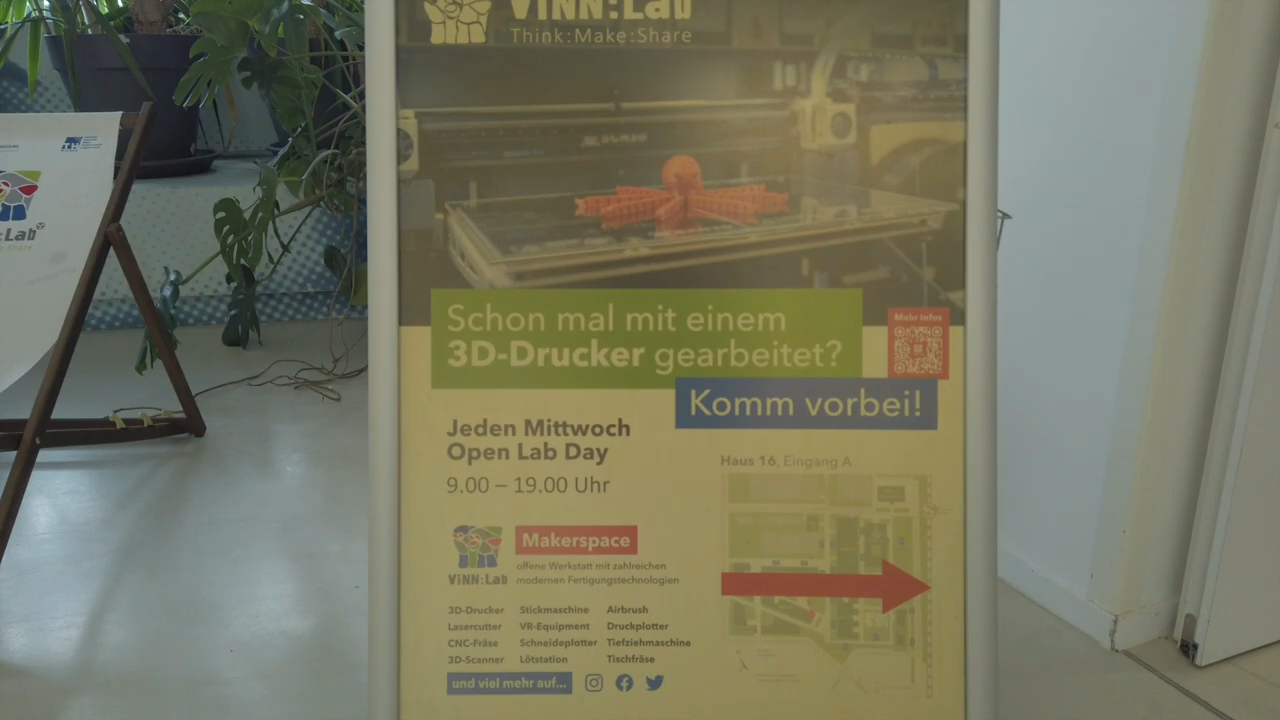 ViNN:Lab
Think:Make:Share
Schon mal mit einem
3D-Drucker gearbeitet?
Mehr Infos
Komm vorbei!
Jeden Mittwoch
Open Lab Day
9.00 – 19.00 Uhr
Haus 16, Eingang A
ViNN:Lab
Makerspace
offene Werkstatt mit zahlreichen
modernen Fertigungstechnologien
3D-Drucker Stickmaschine Airbrush
Lasercutter VR-Equipment Druckplotter
CNC-Fräse Schneideplotter Tiefziehmaschine
3D-Scanner Lötstation Tischfräse
und viel mehr auf...
:Lab